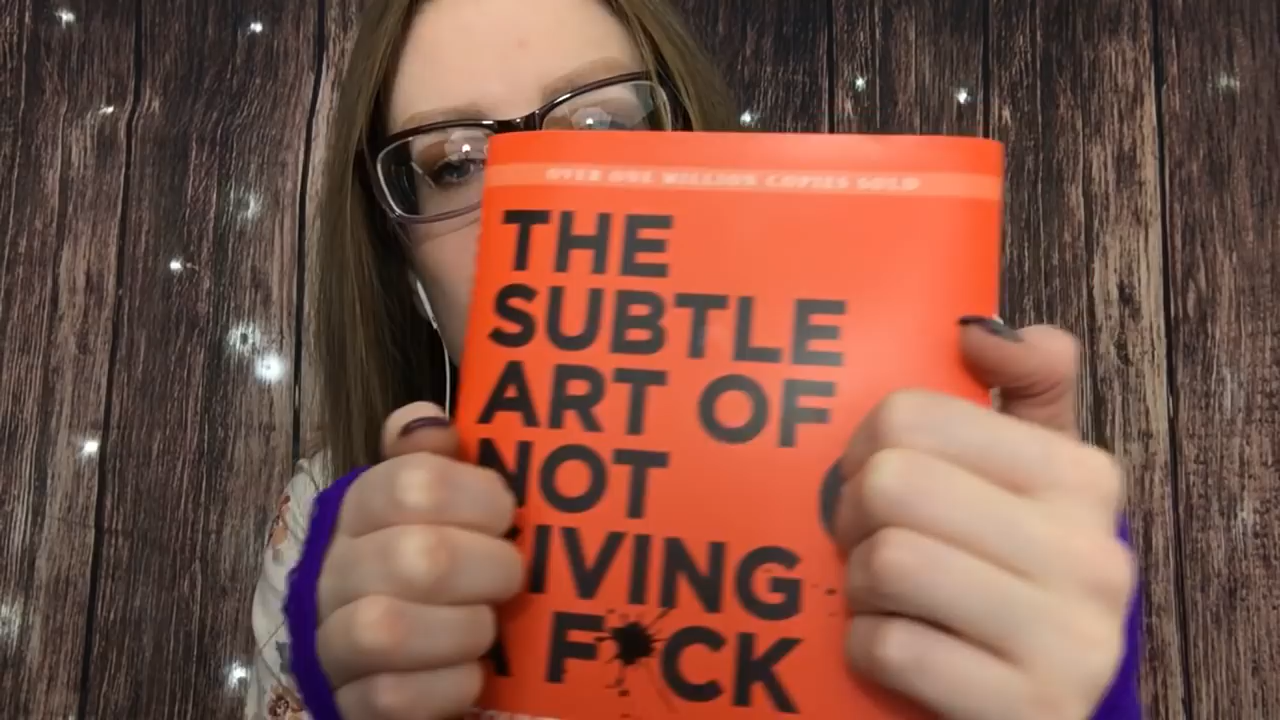 OVER ONE MILLION COPIES SOLD
THE
SUBTLE
ART OF
NOT
IVING
A F*CK